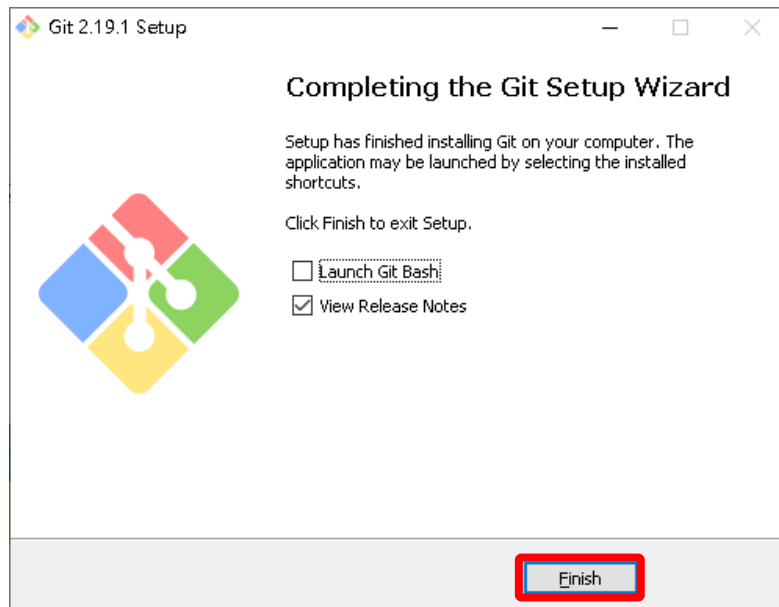 Git 2.19.1 Setup
Completing the Git Setup Wizard
Setup has finished installing Git on your computer. The
application may be launched by selecting the installed
shortcuts.
Click Finish to exit Setup.
Launch Git Bash
View Release Notes
Finish